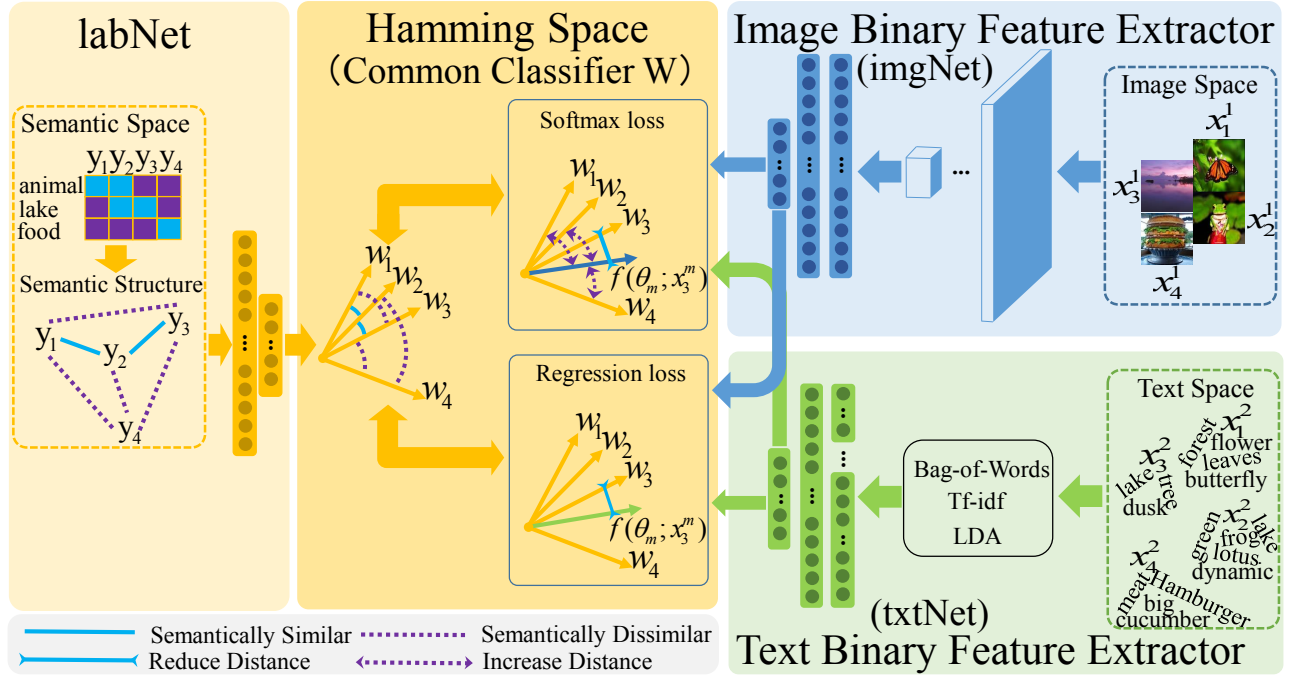 labNet
Semantic Space
y₁ y₂ y₃ y₄
animal
lake
food
Semantic Structure
y₁
y₂
y₃
y₄
Hamming Space
(Common Classifier W)
w₁
w₂
w₃
w₄
Softmax loss
w₁
w₂
w₃
f(θₘ; x₃ᵐ)
w₄
Regression loss
w₁
w₂
w₃
f(θₘ; x₃ᵐ)
w₄
Image Binary Feature Extractor
(imgNet)
Image Space
x₁¹
x₃¹
x₂¹
x₄¹
Text Space
x₁²
forest
flower
leaves
butterfly
x₃²
lake
tree
dusk
x₂²
green
lake
frog
lotus
dynamic
x₄²
meat
Hamburger
big
cucumber
Bag-of-Words
Tf-idf
LDA
(txtNet)
Text Binary Feature Extractor
Semantically Similar
Semantically Dissimilar
Reduce Distance
Increase Distance